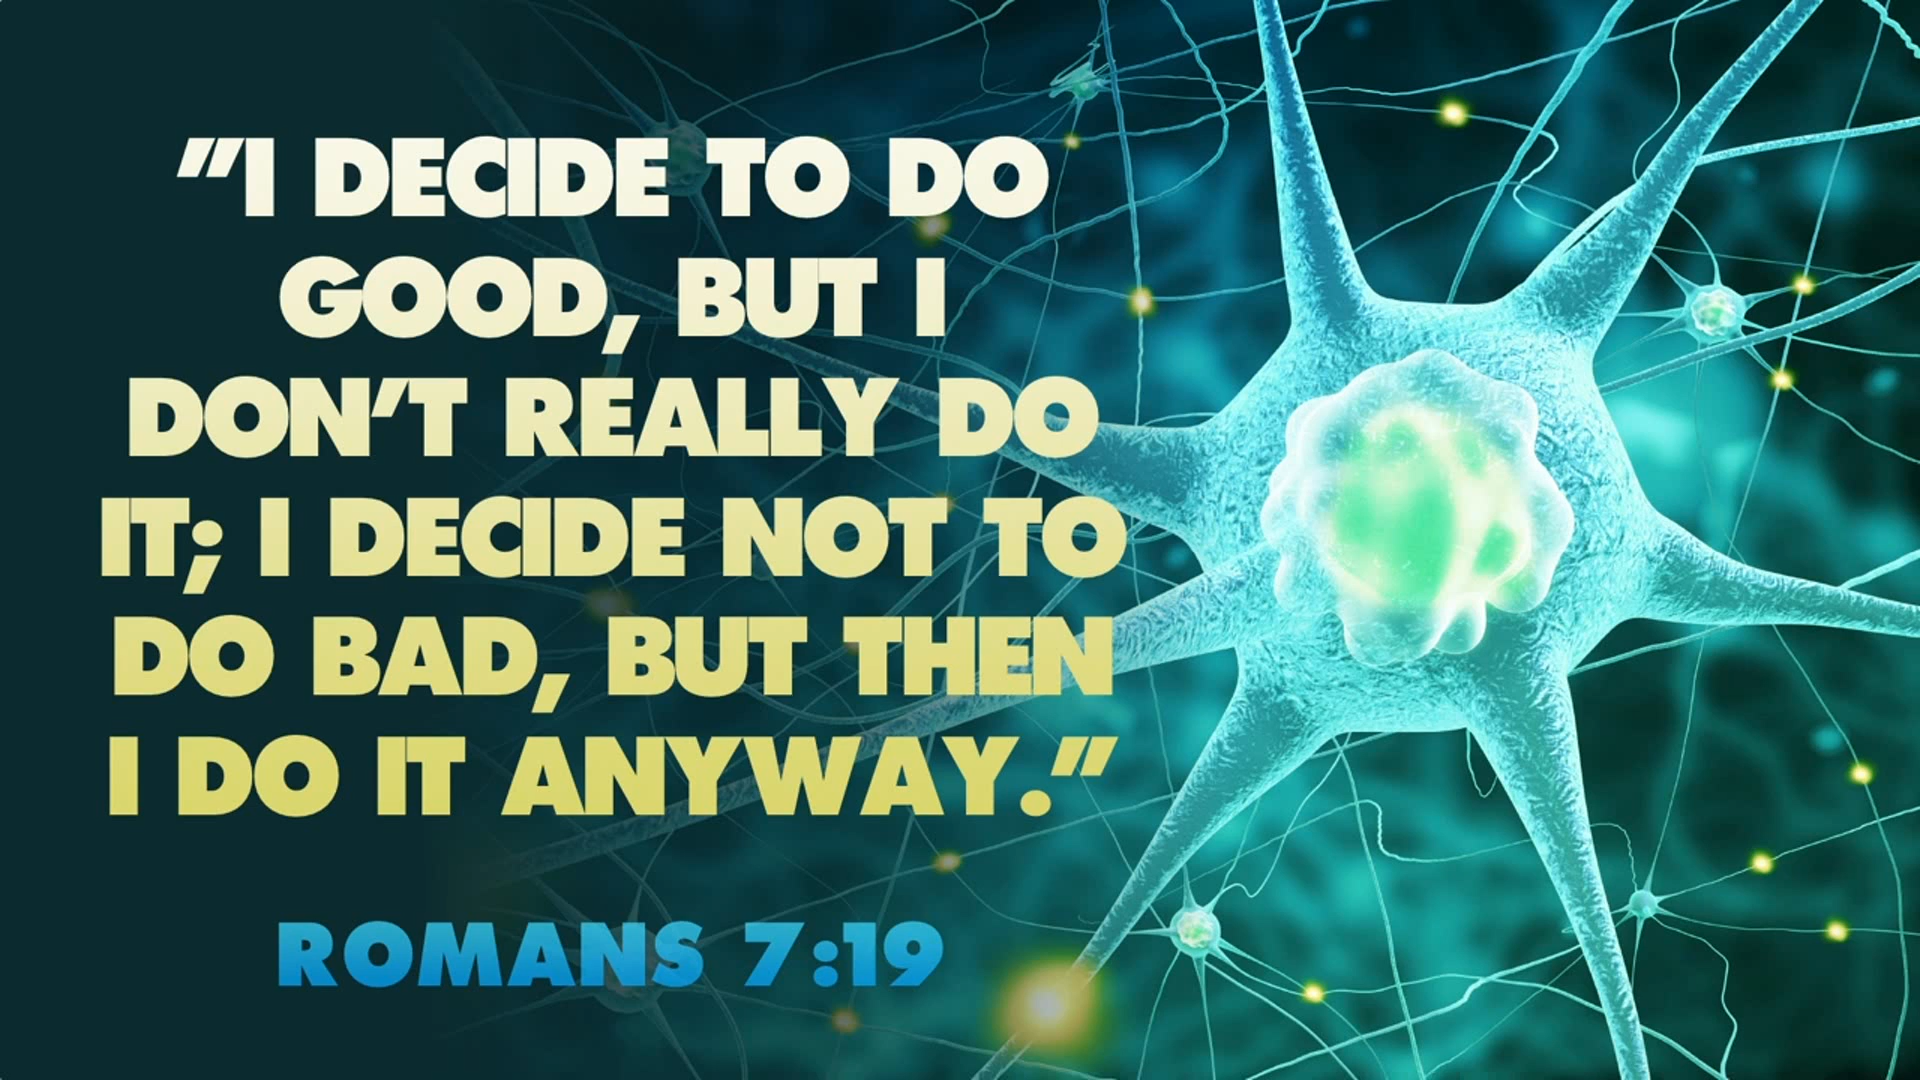 "I DECIDE TO DO
GOOD, BUT I
DON'T REALLY DO
IT; I DECIDE NOT TO
DO BAD, BUT THEN
I DO IT ANYWAY."
ROMANS 7:19